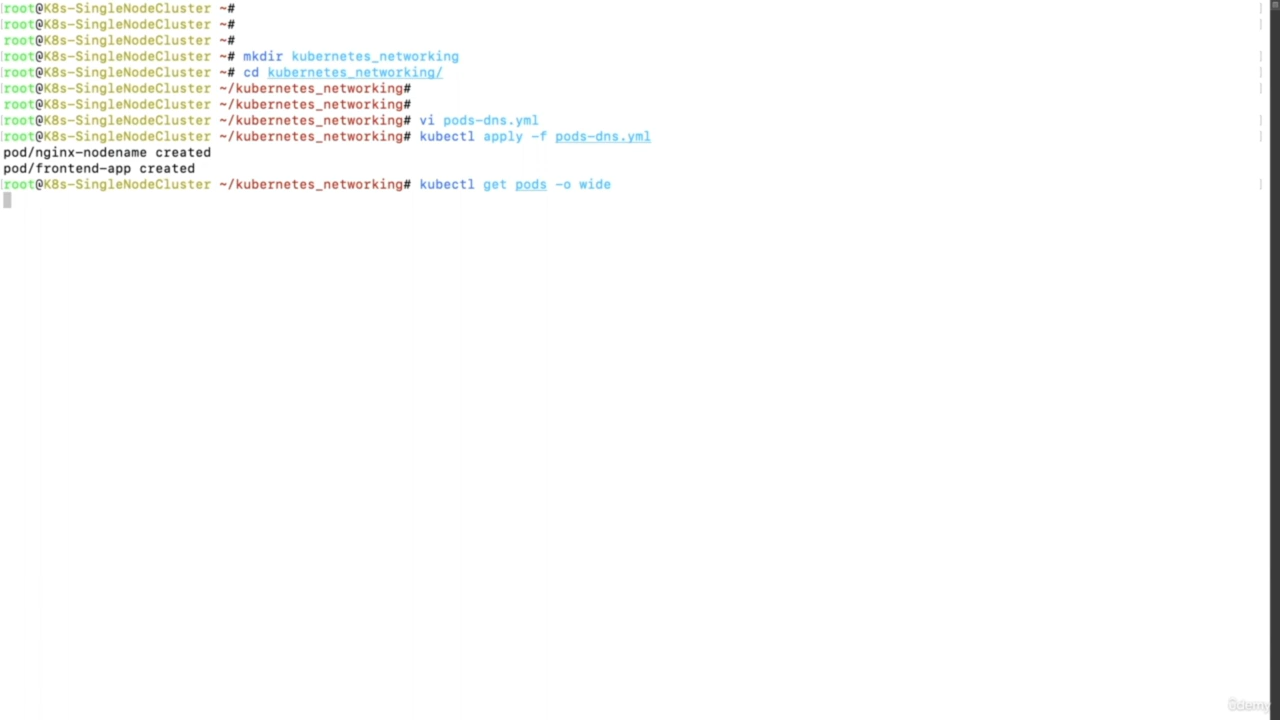 root@K8s-SingleNodeCluster ~#
root@K8s-SingleNodeCluster ~#
root@K8s-SingleNodeCluster ~#
root@K8s-SingleNodeCluster ~# mkdir kubernetes_networking
root@K8s-SingleNodeCluster ~# cd kubernetes_networking/
root@K8s-SingleNodeCluster ~/kubernetes_networking#
root@K8s-SingleNodeCluster ~/kubernetes_networking#
root@K8s-SingleNodeCluster ~/kubernetes_networking# vi pods-dns.yml
root@K8s-SingleNodeCluster ~/kubernetes_networking# kubectl apply -f pods-dns.yml
pod/nginx-nodename created
pod/frontend-app created
root@K8s-SingleNodeCluster ~/kubernetes_networking# kubectl get pods -o wide
ûdemy